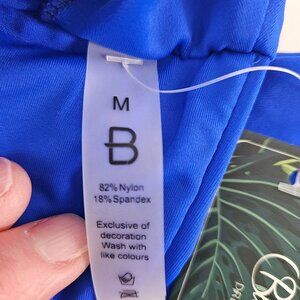 M
B
82% Nylon
18% Spandex
Exclusive of
decoration
Wash with
like colours